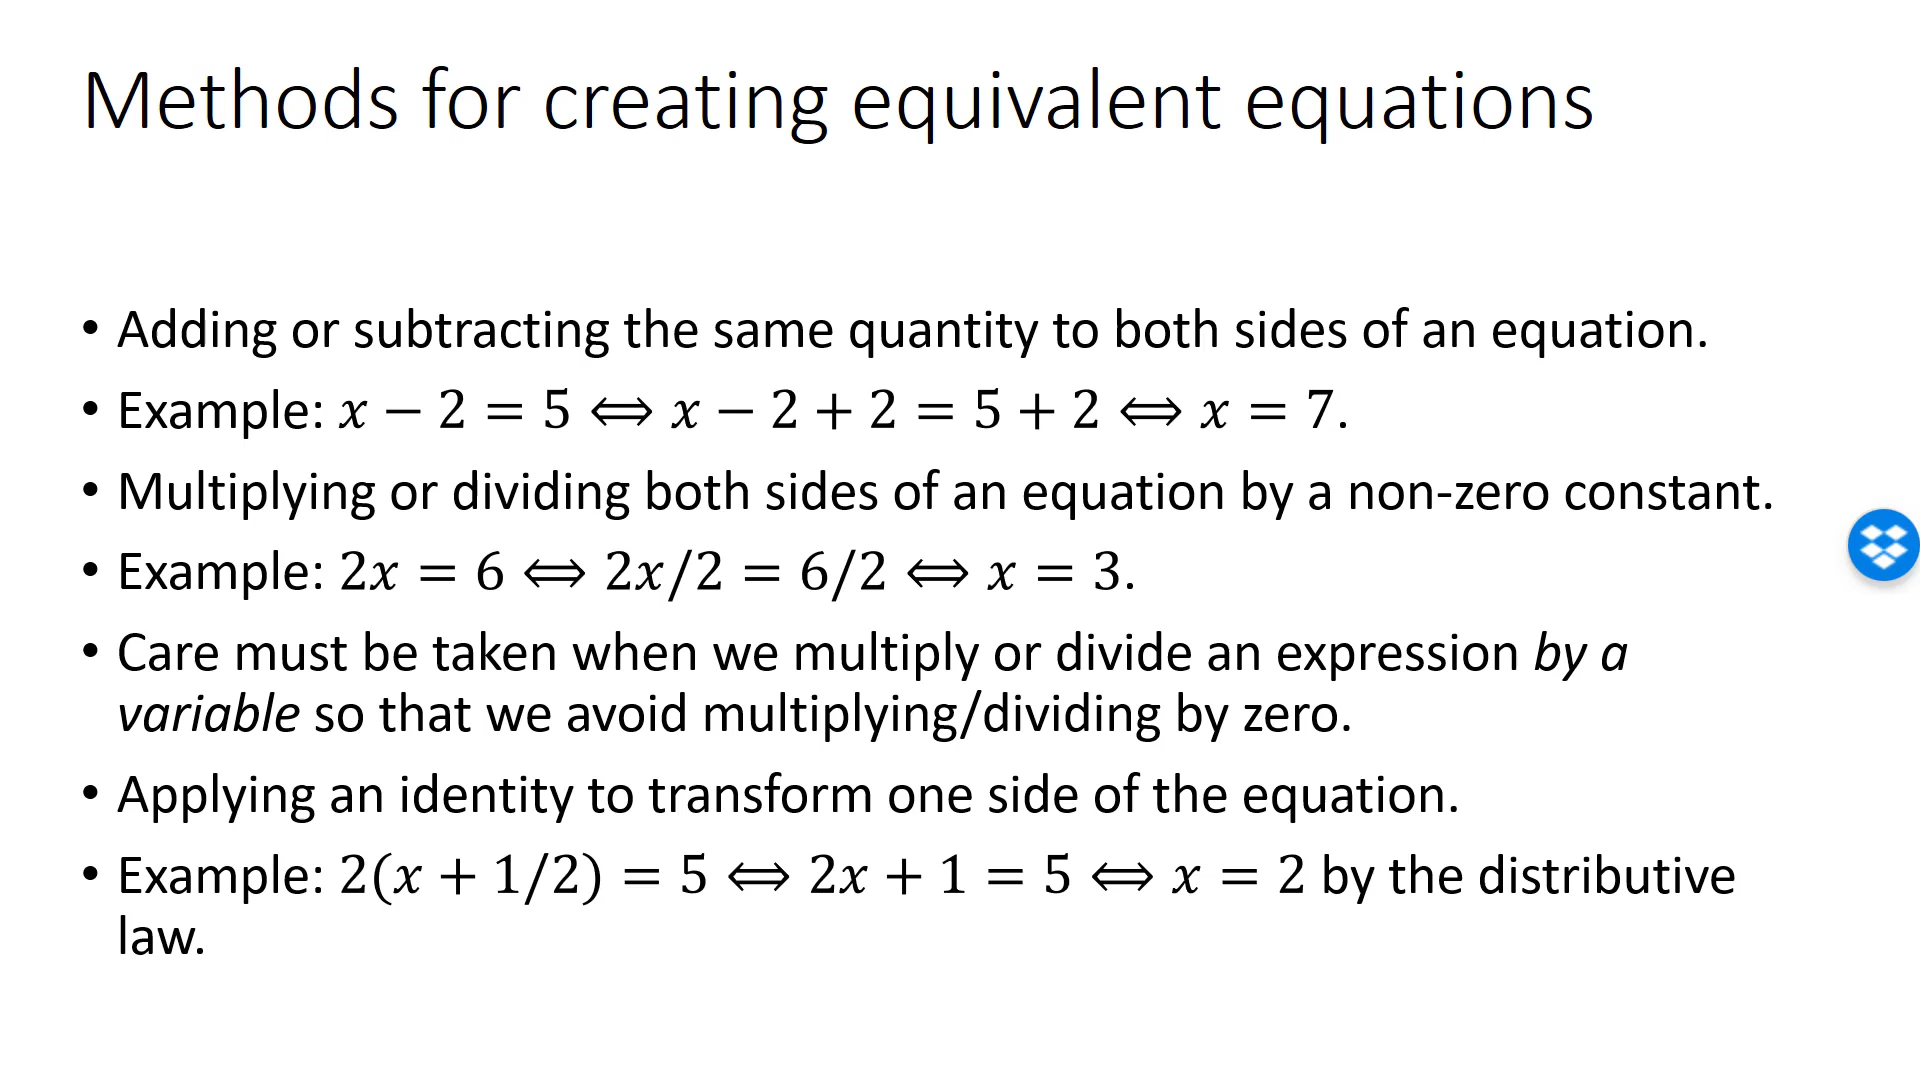 Methods for creating equivalent equations
• Adding or subtracting the same quantity to both sides of an equation.
• Example: 𝑥 − 2 = 5 ⟺ 𝑥 − 2 + 2 = 5 + 2 ⟺ 𝑥 = 7.
• Multiplying or dividing both sides of an equation by a non-zero constant.
• Example: 2𝑥 = 6 ⟺ 2𝑥/2 = 6/2 ⟺ 𝑥 = 3.
• Care must be taken when we multiply or divide an expression by a
variable so that we avoid multiplying/dividing by zero.
• Applying an identity to transform one side of the equation.
• Example: 2(𝑥 + 1/2) = 5 ⟺ 2𝑥 + 1 = 5 ⟺ 𝑥 = 2 by the distributive
law.